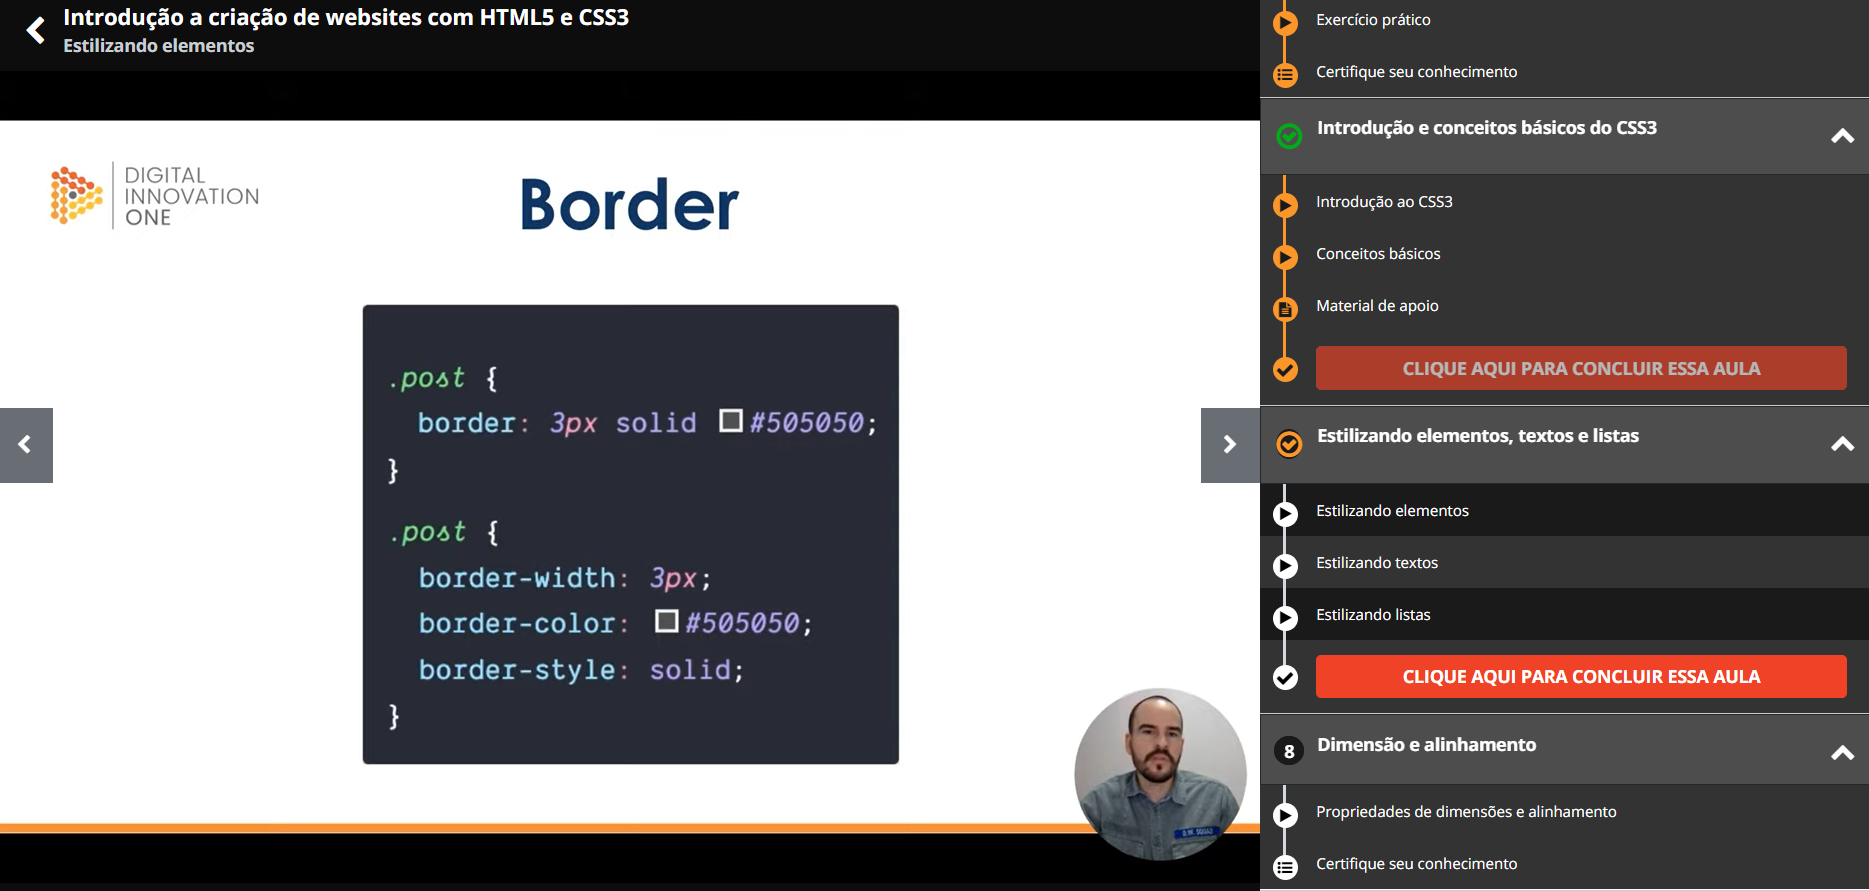 Introdução a criação de websites com HTML5 e CSS3
Estilizando elementos
DIGITAL
INNOVATION
ONE
Border
.post {
border: 3px solid #505050;
}
.post {
border-width: 3px;
border-color: #505050;
border-style: solid;
}
Exercício prático
Certifique seu conhecimento
Introdução e conceitos básicos do CSS3
Introdução ao CSS3
Conceitos básicos
Material de apoio
CLIQUE AQUI PARA CONCLUIR ESSA AULA
Estilizando elementos, textos e listas
Estilizando elementos
Estilizando textos
Estilizando listas
CLIQUE AQUI PARA CONCLUIR ESSA AULA
8
Dimensão e alinhamento
Propriedades de dimensões e alinhamento
Certifique seu conhecimento